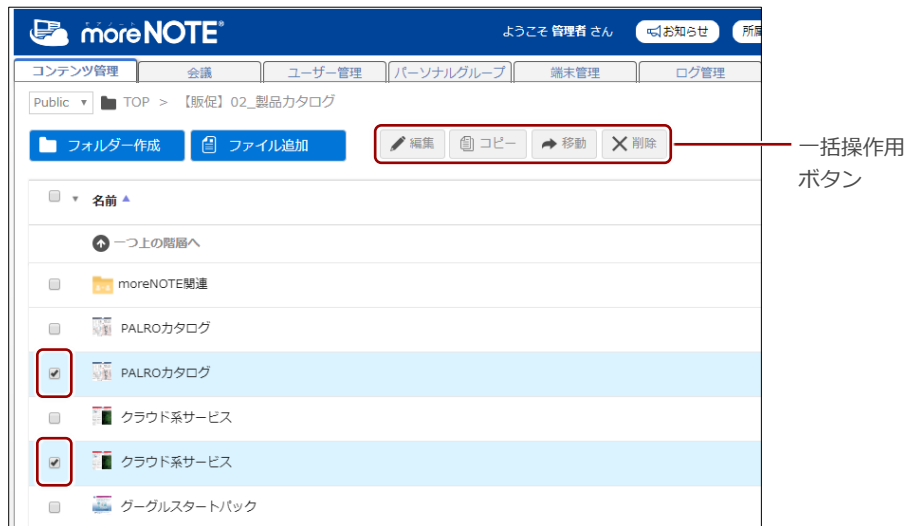 モアノート
moreNOTE®
ようこそ 管理者 さん
お知らせ
コンテンツ管理
会議
ユーザー管理
パーソナルグループ
端末管理
ログ管理
Public ▼ TOP > 【販促】02_製品カタログ
フォルダー作成
ファイル追加
編集
コピー
移動
削除
一括操作用
ボタン
名前
一つ上の階層へ
moreNOTE関連
PALROカタログ
PALROカタログ
クラウド系サービス
クラウド系サービス
グーグルスタートパック